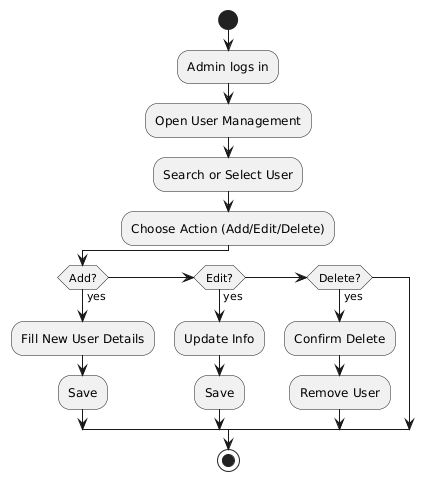 Admin logs in
Open User Management
Search or Select User
Choose Action (Add/Edit/Delete)
Add?
Edit?
Delete?
yes
yes
yes
Fill New User Details
Update Info
Confirm Delete
Save
Save
Remove User